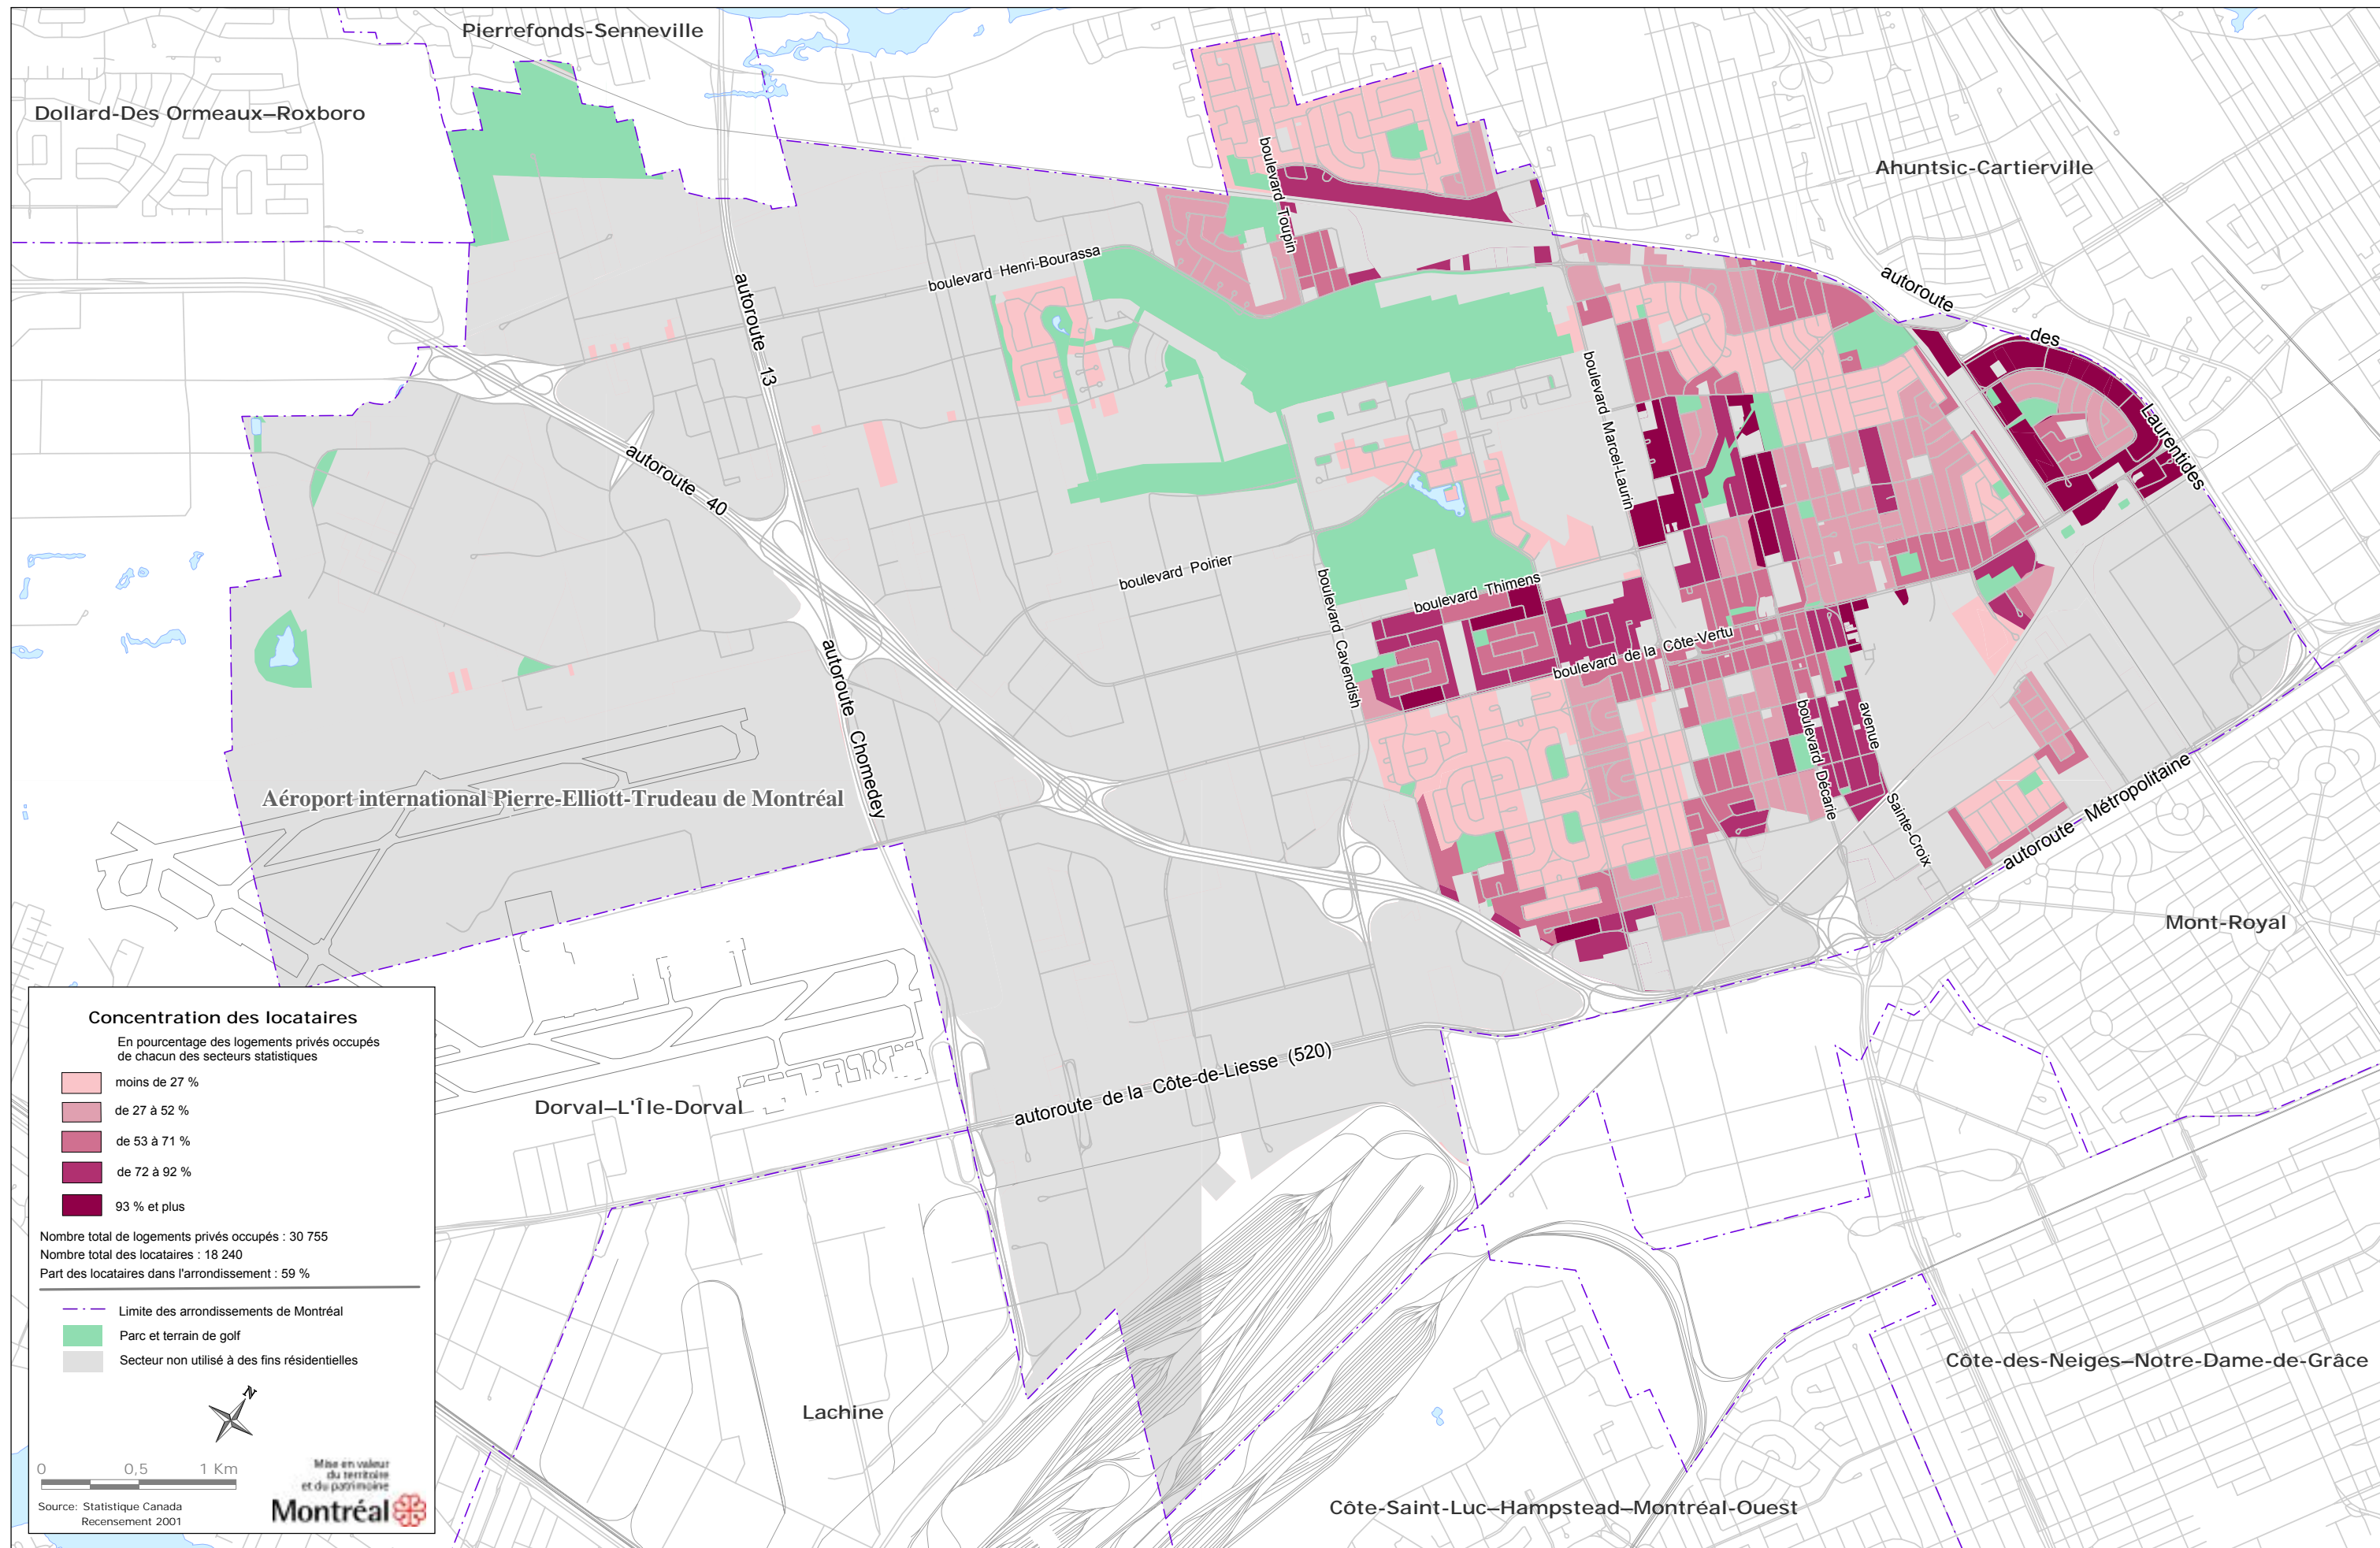 Pierrefonds-Senneville
Dollard-Des Ormeaux–Roxboro
Ahuntsic-Cartierville
boulevard Toupin
boulevard Henri-Bourassa
autoroute 13
autoroute des Laurentides
autoroute 40
boulevard Marcel-Laurin
boulevard Poirier
boulevard Thimens
boulevard Cavendish
boulevard de la Côte-Vertu
autoroute Chomedey
boulevard Décarie
avenue Sainte-Croix
Aéroport international Pierre-Elliott-Trudeau de Montréal
autoroute Métropolitaine
Mont-Royal
autoroute de la Côte-de-Liesse (520)
Dorval–L'Île-Dorval
Lachine
Côte-des-Neiges–Notre-Dame-de-Grâce
Côte-Saint-Luc–Hampstead–Montréal-Ouest
Concentration des locataires
En pourcentage des logements privés occupés
de chacun des secteurs statistiques
moins de 27 %
de 27 à 52 %
de 53 à 71 %
de 72 à 92 %
93 % et plus
Nombre total de logements privés occupés : 30 755
Nombre total des locataires : 18 240
Part des locataires dans l'arrondissement : 59 %
Limite des arrondissements de Montréal
Parc et terrain de golf
Secteur non utilisé à des fins résidentielles
N
0 0,5 1 Km
Source: Statistique Canada
Recensement 2001
Mise en valeur
du territoire
et du patrimoine
Montréal